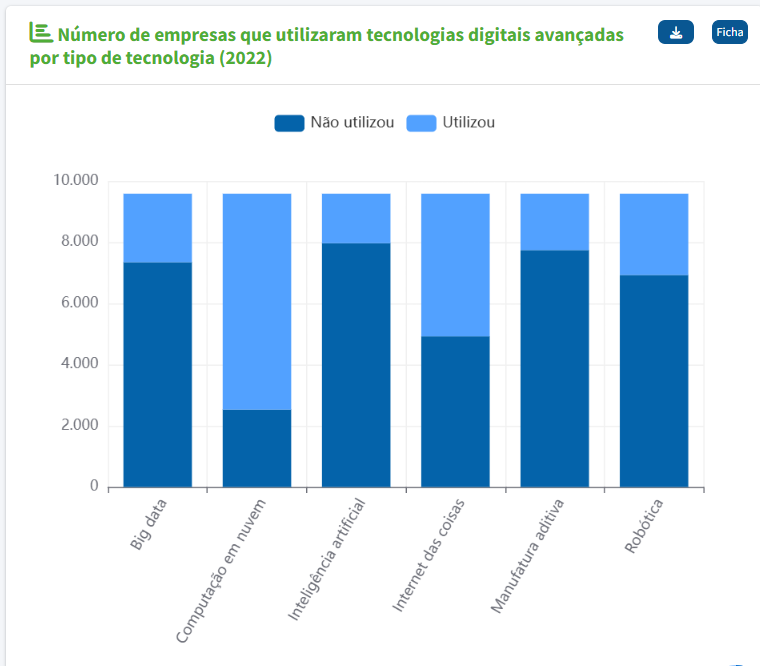 Número de empresas que utilizaram tecnologias digitais avançadas
por tipo de tecnologia (2022)
Ficha
Não utilizou
Utilizou
10.000
8.000
6.000
4.000
2.000
0
Big data
Computação em nuvem
Inteligência artificial
Internet das coisas
Manufatura aditiva
Robótica